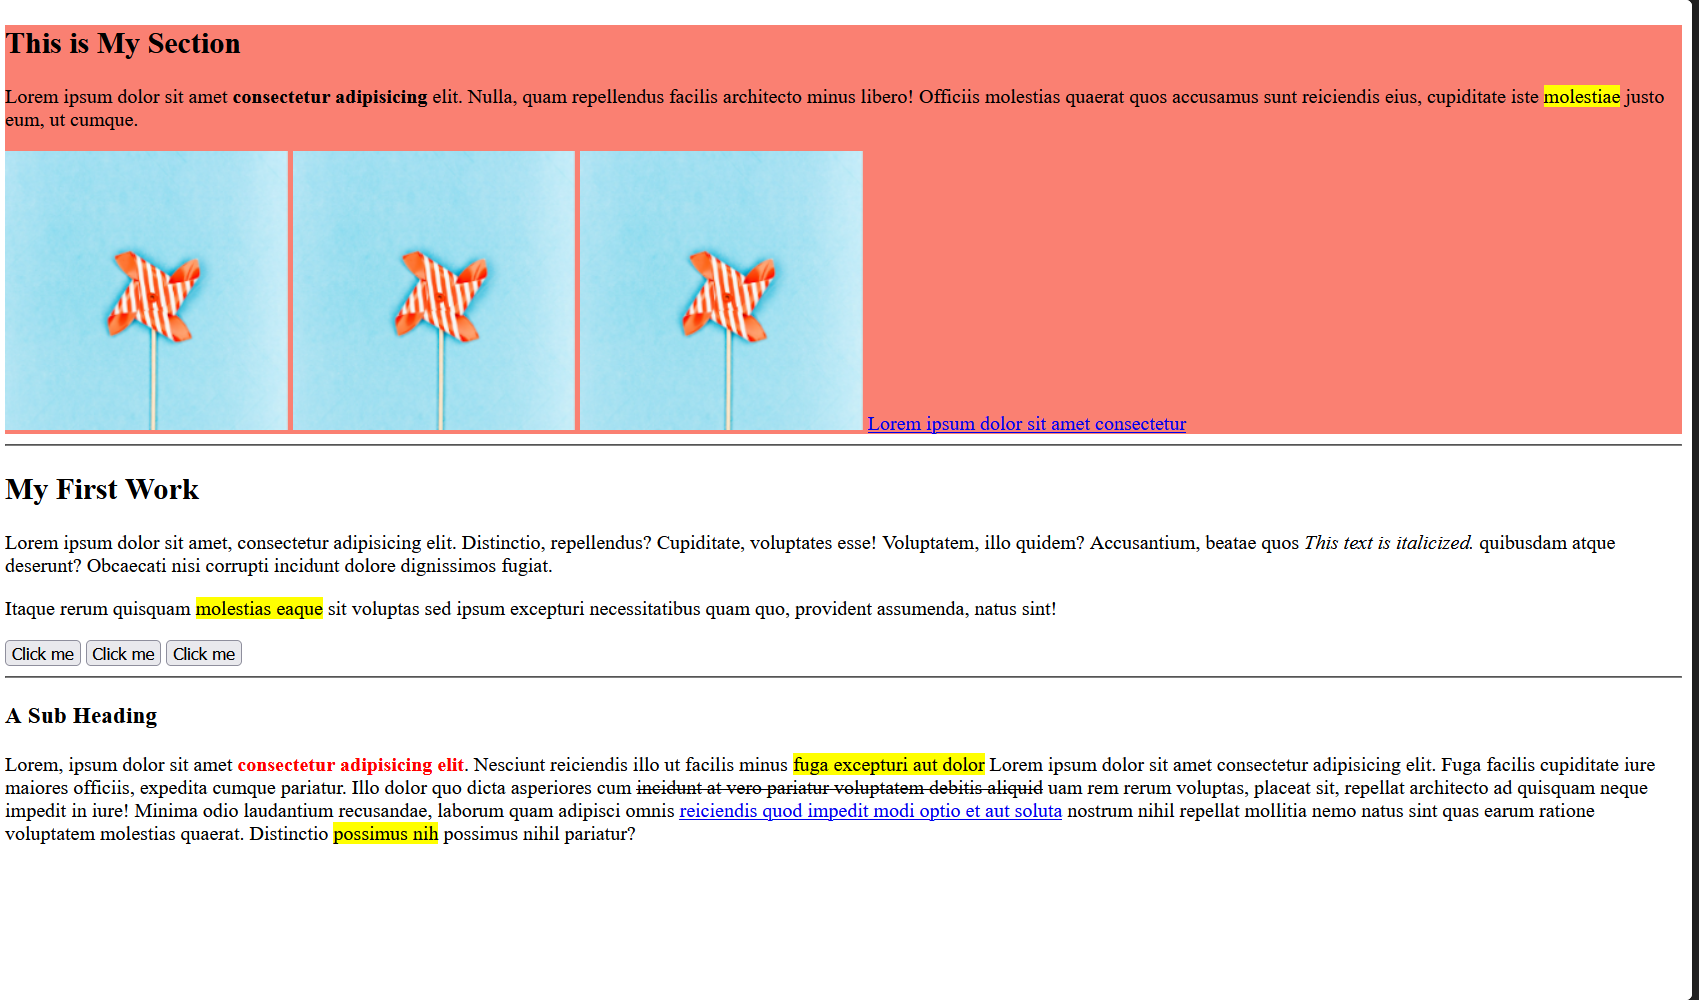 This is My Section
Lorem ipsum dolor sit amet consectetur adipisicing elit. Nulla, quam repellendus facilis architecto minus libero! Officiis molestias quaerat quos accusamus sunt reiciendis eius, cupiditate iste molestiae justo
eum, ut cumque.
Lorem ipsum dolor sit amet consectetur
My First Work
Lorem ipsum dolor sit amet, consectetur adipisicing elit. Distinctio, repellendus? Cupiditate, voluptates esse! Voluptatem, illo quidem? Accusantium, beatae quos This text is italicized. quibusdam atque
deserunt? Obcaecati nisi corrupti incidunt dolore dignissimos fugiat.
Itaque rerum quisquam molestias eaque sit voluptas sed ipsum excepturi necessitatibus quam quo, provident assumenda, natus sint!
Click me Click me Click me
A Sub Heading
Lorem, ipsum dolor sit amet consectetur adipisicing elit. Nesciunt reiciendis illo ut facilis minus fuga excepturi aut dolor Lorem ipsum dolor sit amet consectetur adipisicing elit. Fuga facilis cupiditate iure
maiores officiis, expedita cumque pariatur. Illo dolor quo dicta asperiores cum incidunt at vero pariatur voluptatem debitis aliquid uam rem rerum voluptas, placeat sit, repellat architecto ad quisquam neque
impedit in iure! Minima odio laudantium recusandae, laborum quam adipisci omnis reiciendis quod impedit modi optio et aut soluta nostrum nihil repellat mollitia nemo natus sint quas earum ratione
voluptatem molestias quaerat. Distinctio possimus nih possimus nihil pariatur?